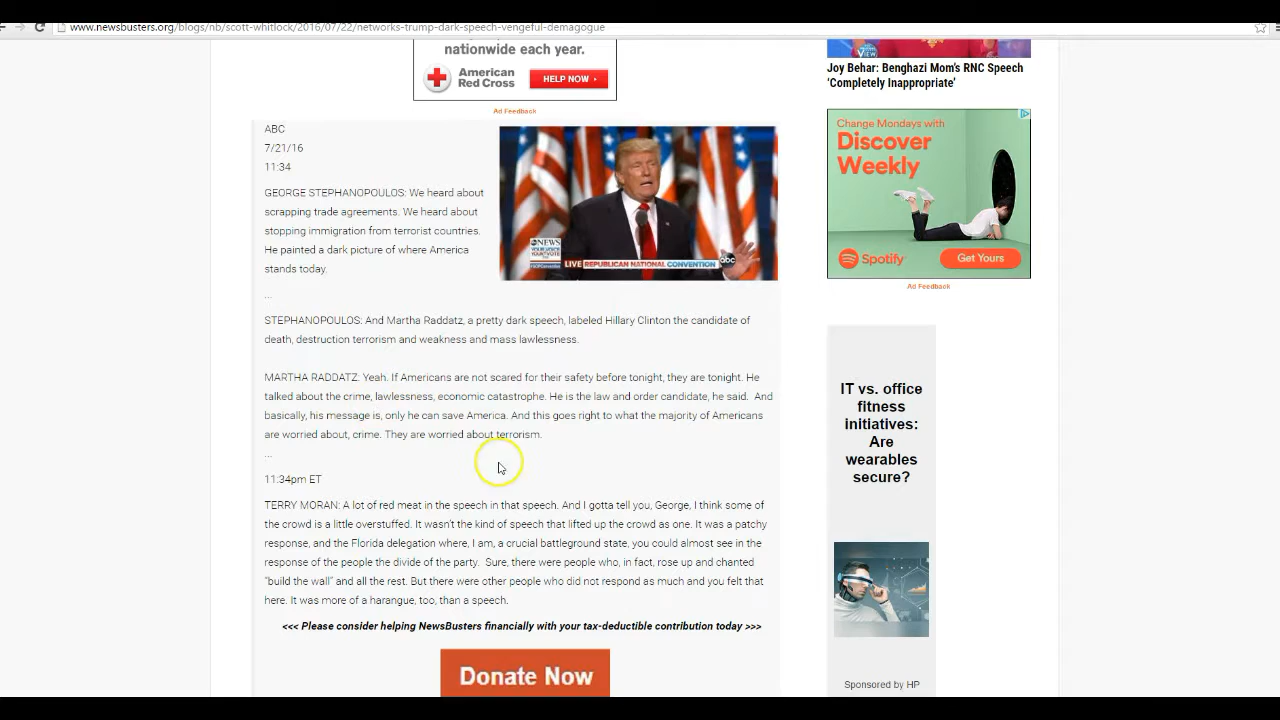 www.newsbusters.org/blogs/nb/scott-whitlock/2016/07/22/networks-trump-dark-speech-vengeful-demagogue
nationwide each year.
American
Red Cross
HELP NOW ›
Ad Feedback
ABC
7/21/16
11:34
GEORGE STEPHANOPOULOS: We heard about
scrapping trade agreements. We heard about
stopping immigration from terrorist countries.
He painted a dark picture of where America
stands today.
...
NEWS
YOUR VOICE
YOUR VOTE
LIVE REPUBLICAN NATIONAL CONVENTION
abc
STEPHANOPOULOS: And Martha Raddatz, a pretty dark speech, labeled Hillary Clinton the candidate of
death, destruction terrorism and weakness and mass lawlessness.
MARTHA RADDATZ: Yeah. If Americans are not scared for their safety before tonight, they are tonight. He
talked about the crime, lawlessness, economic catastrophe. He is the law and order candidate, he said. And
basically, his message is, only he can save America. And this goes right to what the majority of Americans
are worried about, crime. They are worried about terrorism.
...
11:34pm ET
TERRY MORAN: A lot of red meat in the speech in that speech. And I gotta tell you, George, I think some of
the crowd is a little overstuffed. It wasn't the kind of speech that lifted up the crowd as one. It was a patchy
response, and the Florida delegation where, I am, a crucial battleground state, you could almost see in the
response of the people the divide of the party. Sure, there were people who, in fact, rose up and chanted
"build the wall" and all the rest. But there were other people who did not respond as much and you felt that
here. It was more of a harangue, too, than a speech.
<<< Please consider helping NewsBusters financially with your tax-deductible contribution today >>>
Donate Now
VIEW
Joy Behar: Benghazi Mom's RNC Speech
'Completely Inappropriate'
Change Mondays with
Discover
Weekly
Spotify
Get Yours
Ad Feedback
IT vs. office
fitness
initiatives:
Are
wearables
secure?
Sponsored by HP